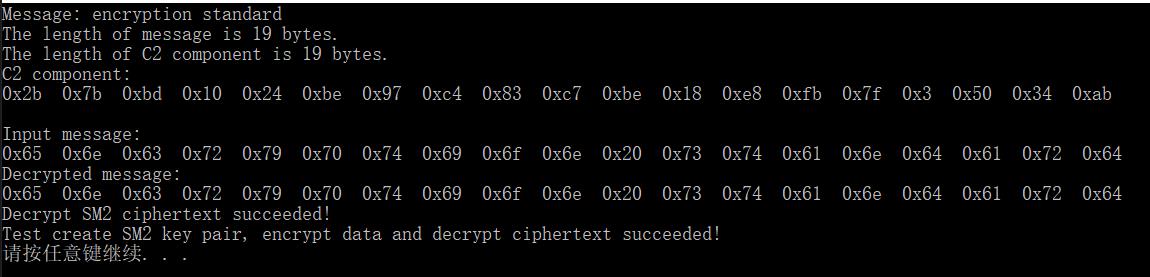 Message: encryption standard
The length of message is 19 bytes.
The length of C2 component is 19 bytes.
C2 component:
0x2b 0x7b 0xbd 0x10 0x24 0xbe 0x97 0xc4 0x83 0xc7 0xbe 0x18 0xe8 0xfb 0x7f 0x3 0x50 0x34 0xab
Input message:
0x65 0x6e 0x63 0x72 0x79 0x70 0x74 0x69 0x6f 0x6e 0x20 0x73 0x74 0x61 0x6e 0x64 0x61 0x72 0x64
Decrypted message:
0x65 0x6e 0x63 0x72 0x79 0x70 0x74 0x69 0x6f 0x6e 0x20 0x73 0x74 0x61 0x6e 0x64 0x61 0x72 0x64
Decrypt SM2 ciphertext succeeded!
Test create SM2 key pair, encrypt data and decrypt ciphertext succeeded!
请按任意键继续. . .